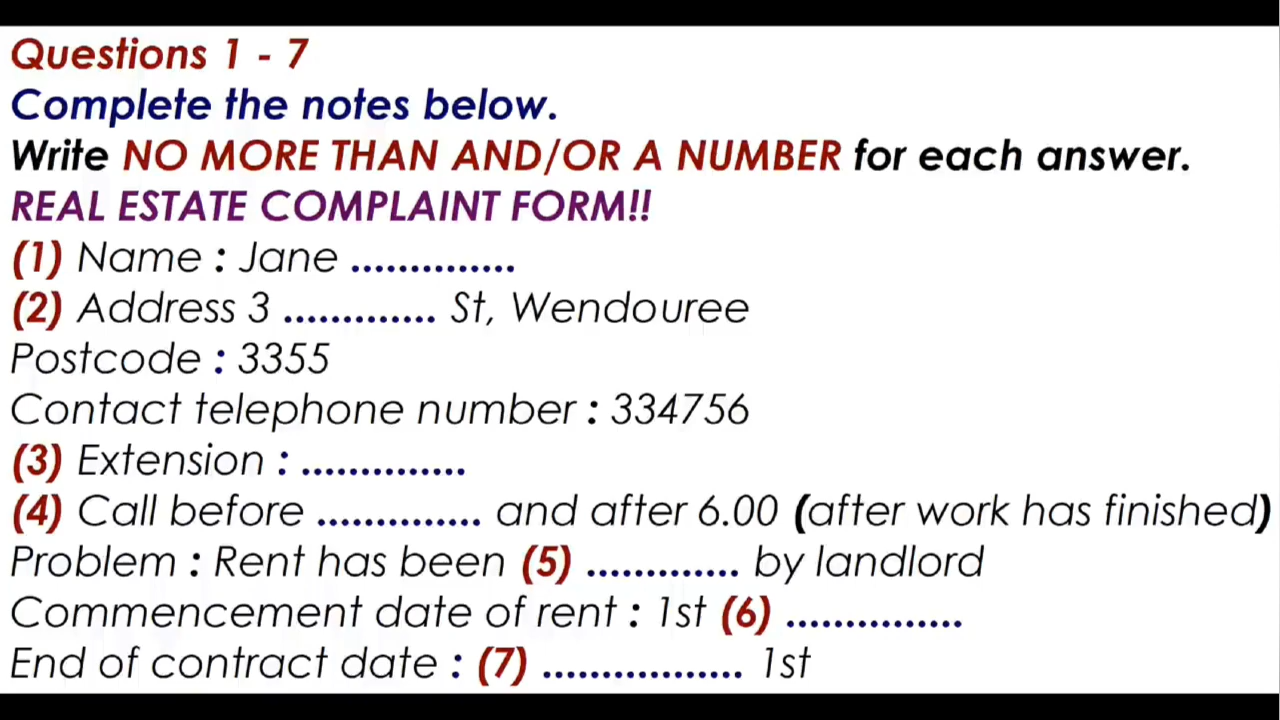 Questions 1 - 7
Complete the notes below.
Write NO MORE THAN AND/OR A NUMBER for each answer.
REAL ESTATE COMPLAINT FORM!!
(1) Name : Jane ..............
(2) Address 3 ............. St, Wendouree
Postcode : 3355
Contact telephone number : 334756
(3) Extension : ..............
(4) Call before .............. and after 6.00 (after work has finished)
Problem : Rent has been (5) ............. by landlord
Commencement date of rent : 1st (6) ...............
End of contract date : (7) ................. 1st